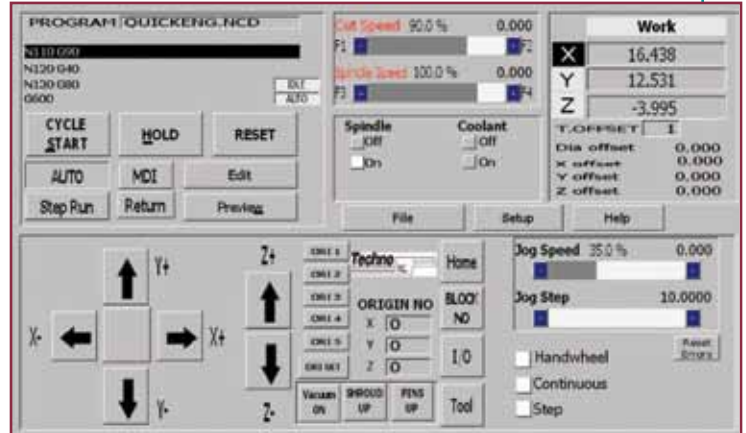 PROGRAM QUICKENG.NCD
N110 G90
N120 G40
N120 G80
G600
IDLE
AUTO
CYCLE START
HOLD
RESET
AUTO
MDI
Edit
Step Run
Return
Preview
Cut Speed 90.0 % 0.000
F1 F2
Spindle Speed 100.0 % 0.000
F3 F4
Spindle
Off
On
Coolant
Off
On
Work
X 16.438
Y 12.531
Z -3.995
T.OFFSET 1
Dia offset 0.000
X offset 0.000
Y offset 0.000
Z offset 0.000
File
Setup
Help
Y+
X-
X+
Y-
Z+
Z-
ORI 1
ORI 2
ORI 3
ORI 4
ORI 5
ORI SET
Techno
ORIGIN NO
X 0
Y 0
Z 0
Vacuum ON
SHROUD UP
PINS UP
Home
BLOCK NO
I/O
Tool
Jog Speed 35.0 % 0.000
Jog Step 10.0000
Reset Errors
Handwheel
Continuous
Step